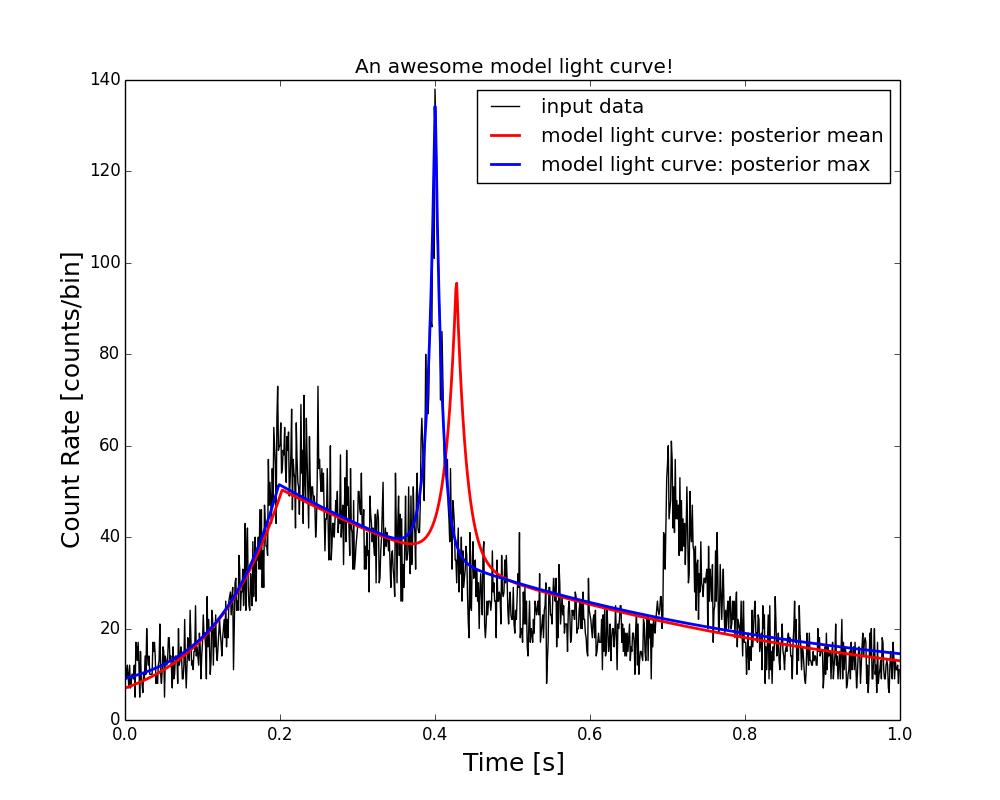 An awesome model light curve!
140
120
100
80
60
40
20
0
Count Rate [counts/bin]
input data
model light curve: posterior mean
model light curve: posterior max
0.0 0.2 0.4 0.6 0.8 1.0
Time [s]